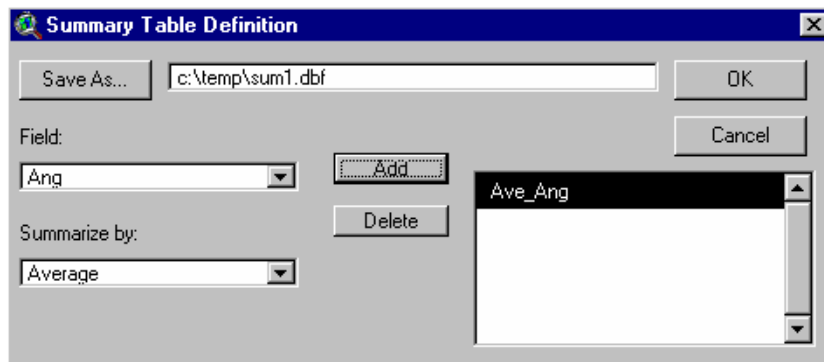 Summary Table Definition
Save As...
c:\temp\sum1.dbf
OK
Cancel
Field:
Ang
Add
Ave_Ang
Delete
Summarize by:
Average